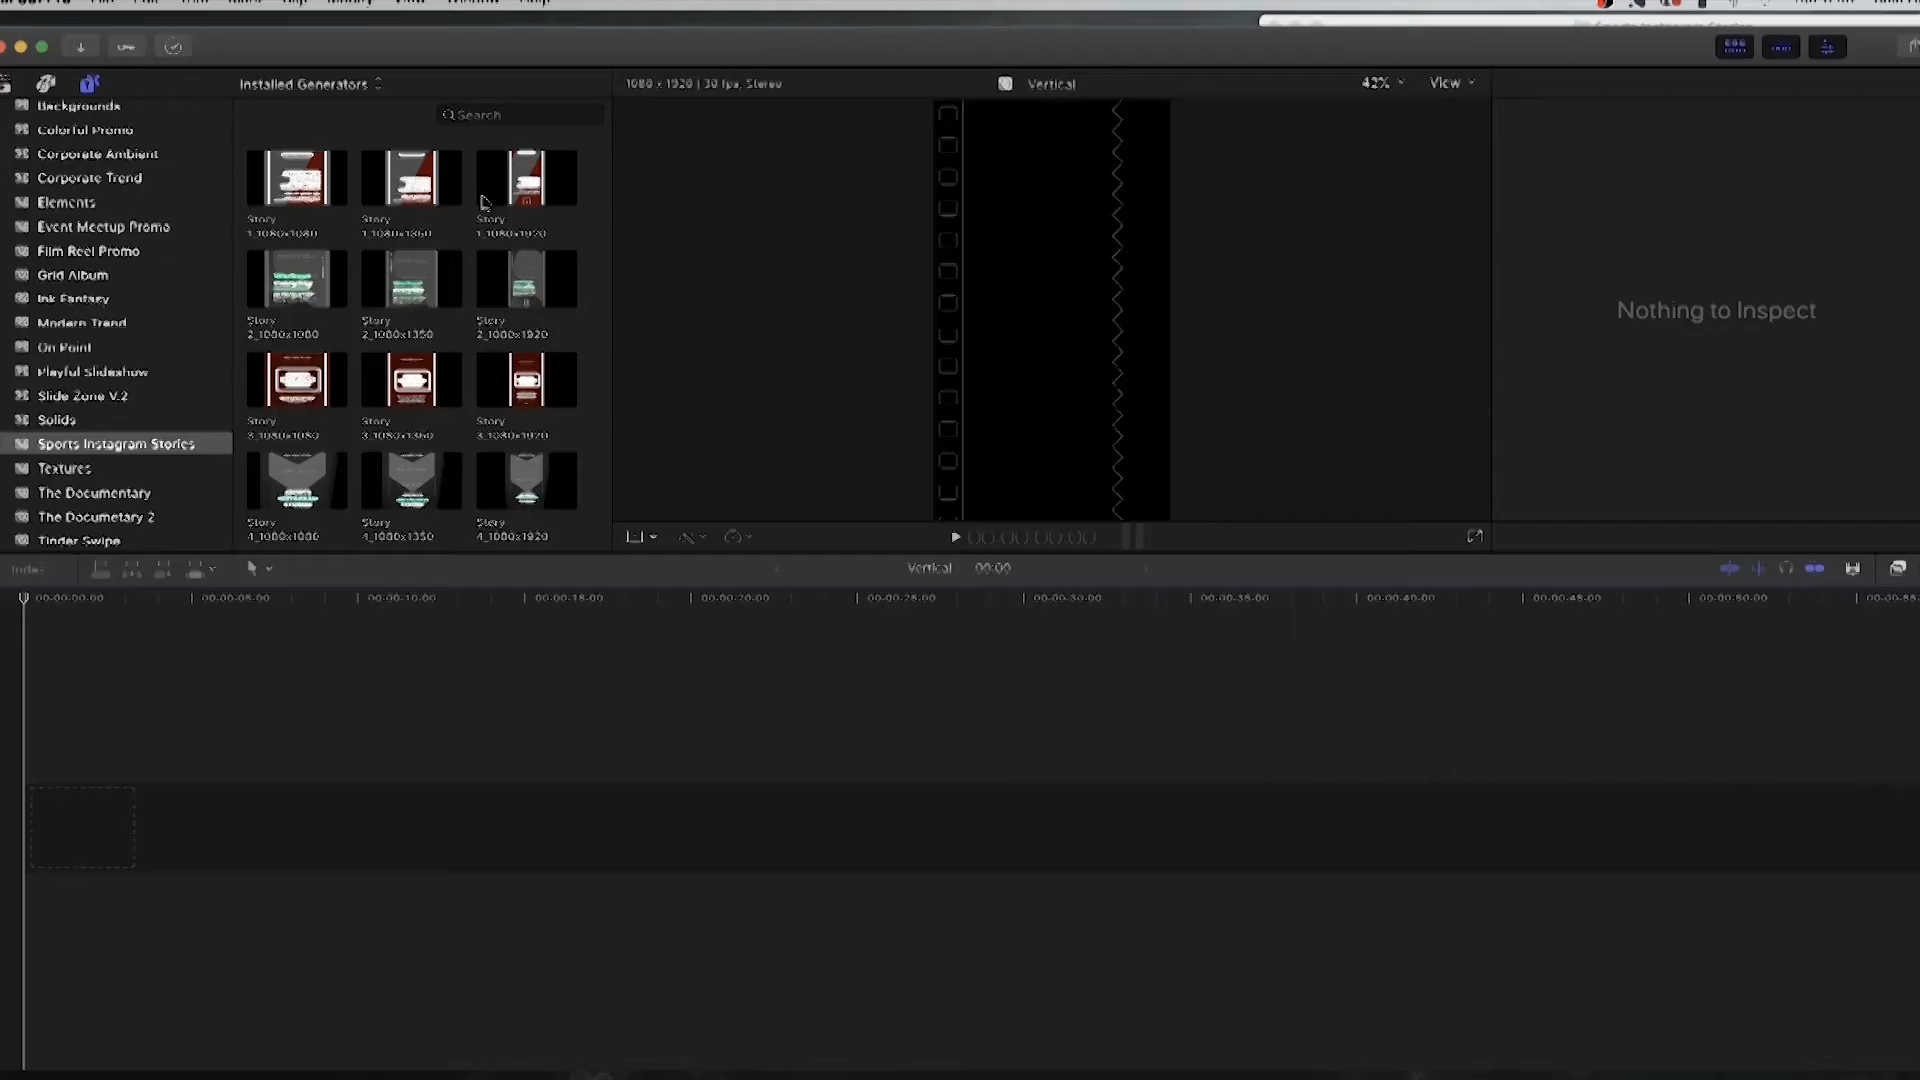 Modify
Window
Installed Generators
1080 x 1920 | 30 fps, Stereo
Vertical
42%
View
Search
Backgrounds
Colorful Promo
Corporate Ambient
Corporate Trend
Elements
Event Meetup Promo
Film Reel Promo
Grid Album
Ink Fantasy
Modern Trend
On Point
Playful Slideshow
Slide Zone V.2
Solids
Sports Instagram Stories
Textures
The Documentary
The Documetary 2
Tinder Swipe
Story
1_1080x1080
Story
1_1080x1350
Story
1_1080x1920
Story
2_1080x1080
Story
2_1080x1350
Story
2_1080x1920
Story
3_1080x1080
Story
3_1080x1350
Story
3_1080x1920
Story
4_1080x1080
Story
4_1080x1350
Story
4_1080x1920
Nothing to Inspect
00:00:00:00
Index
Vertical 00:00
00:00:00:00 00:00:05:00 00:00:10:00 00:00:15:00 00:00:20:00 00:00:25:00 00:00:30:00 00:00:35:00 00:00:40:00 00:00:45:00 00:00:50:00